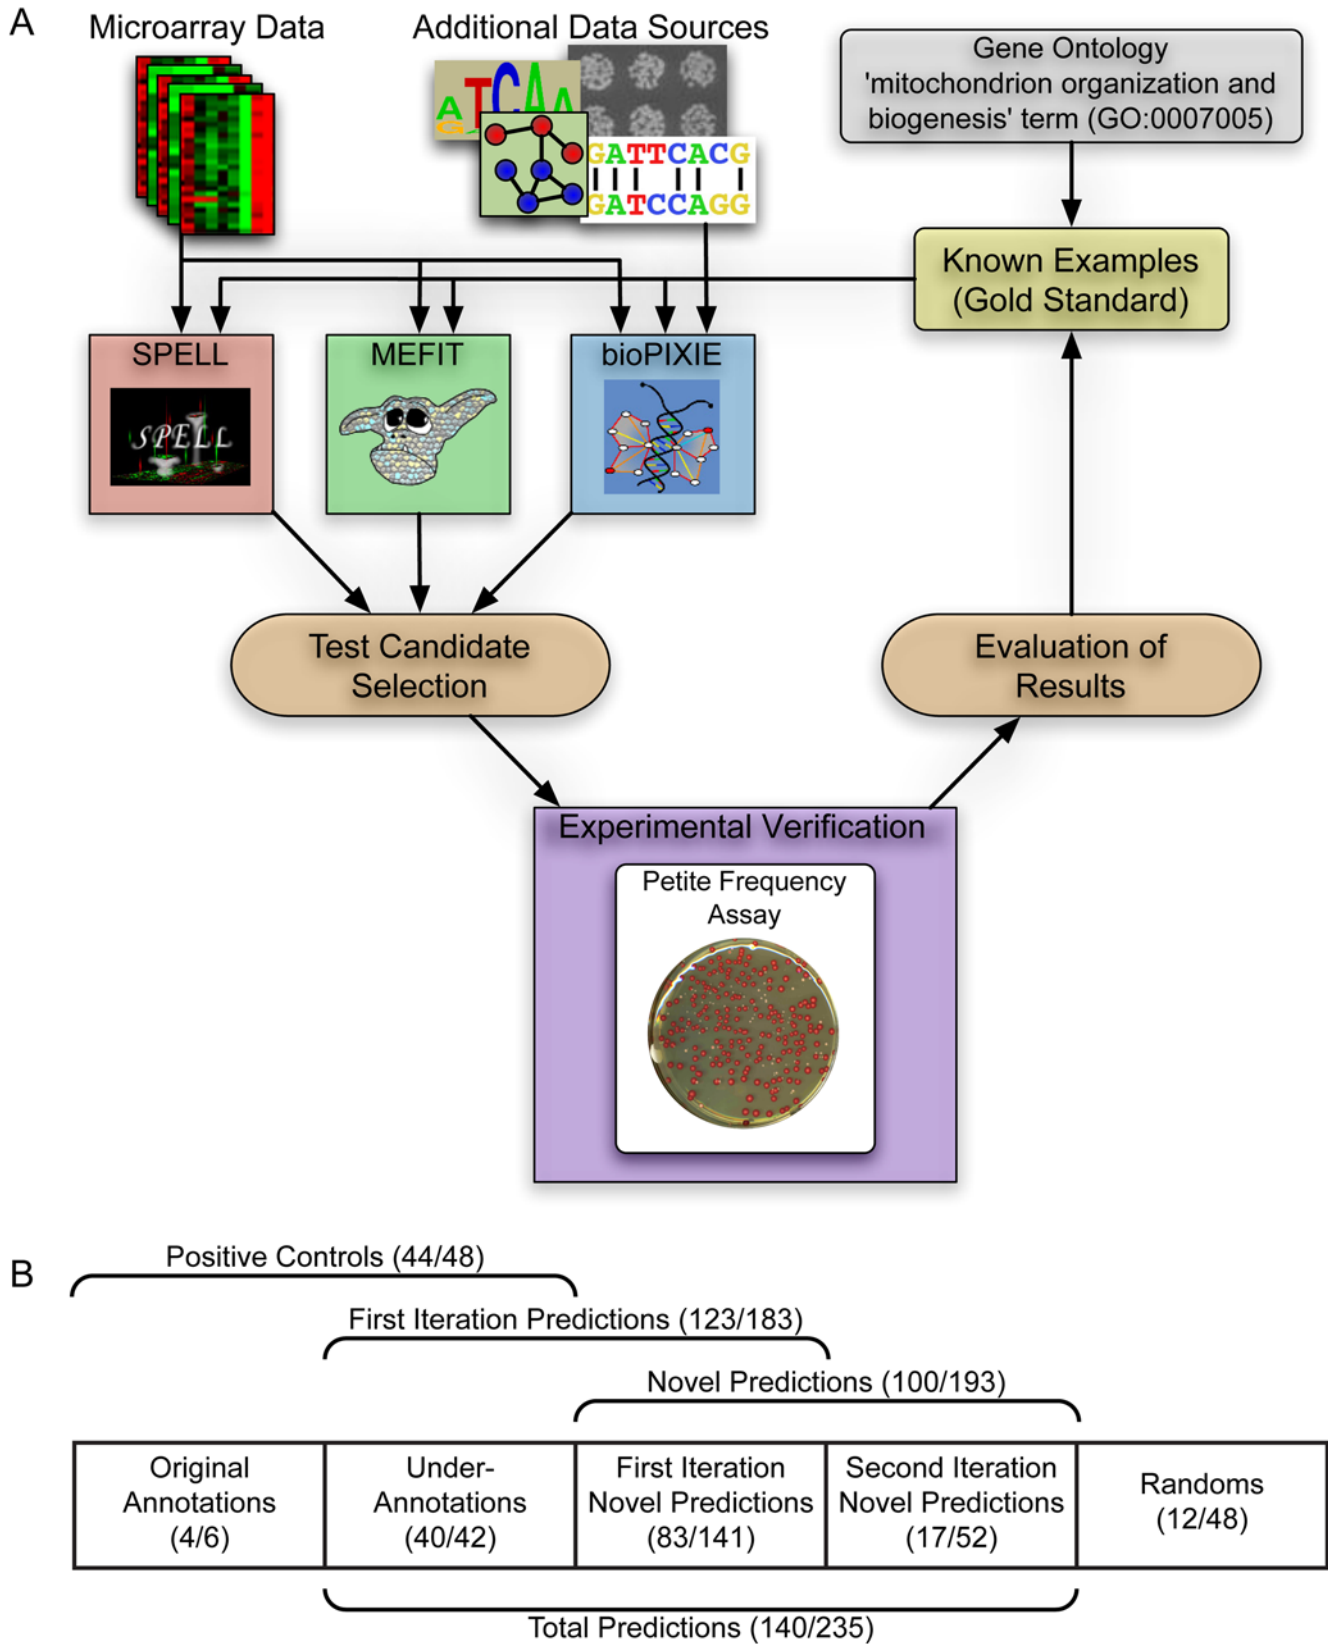 A
Microarray Data
Additional Data Sources
Gene Ontology
'mitochondrion organization and
biogenesis' term (GO:0007005)
ATCAA
G
GATTCACG
GATCCAGG
Known Examples
(Gold Standard)
SPELL
MEFIT
bioPIXIE
SPELL
Test Candidate
Selection
Evaluation of
Results
Experimental Verification
Petite Frequency
Assay
B
Positive Controls (44/48)
First Iteration Predictions (123/183)
Novel Predictions (100/193)
Original
Annotations
(4/6)
Under-
Annotations
(40/42)
First Iteration
Novel Predictions
(83/141)
Second Iteration
Novel Predictions
(17/52)
Randoms
(12/48)
Total Predictions (140/235)